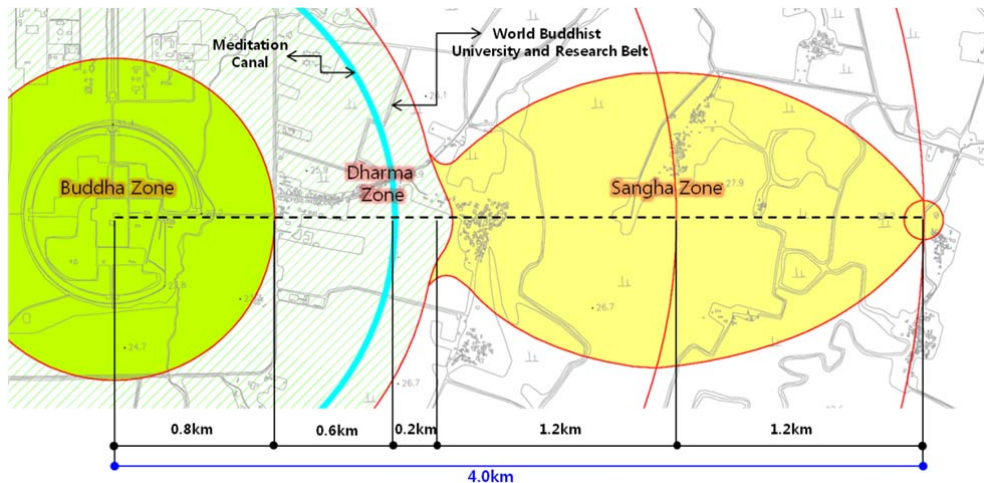 Meditation
Canal
World Buddhist
University and Research Belt
Buddha Zone
Dharma
Zone
Sangha Zone
27.9
26.7
26.7
24.7
0.8km
0.6km
0.2km
1.2km
1.2km
4.0km